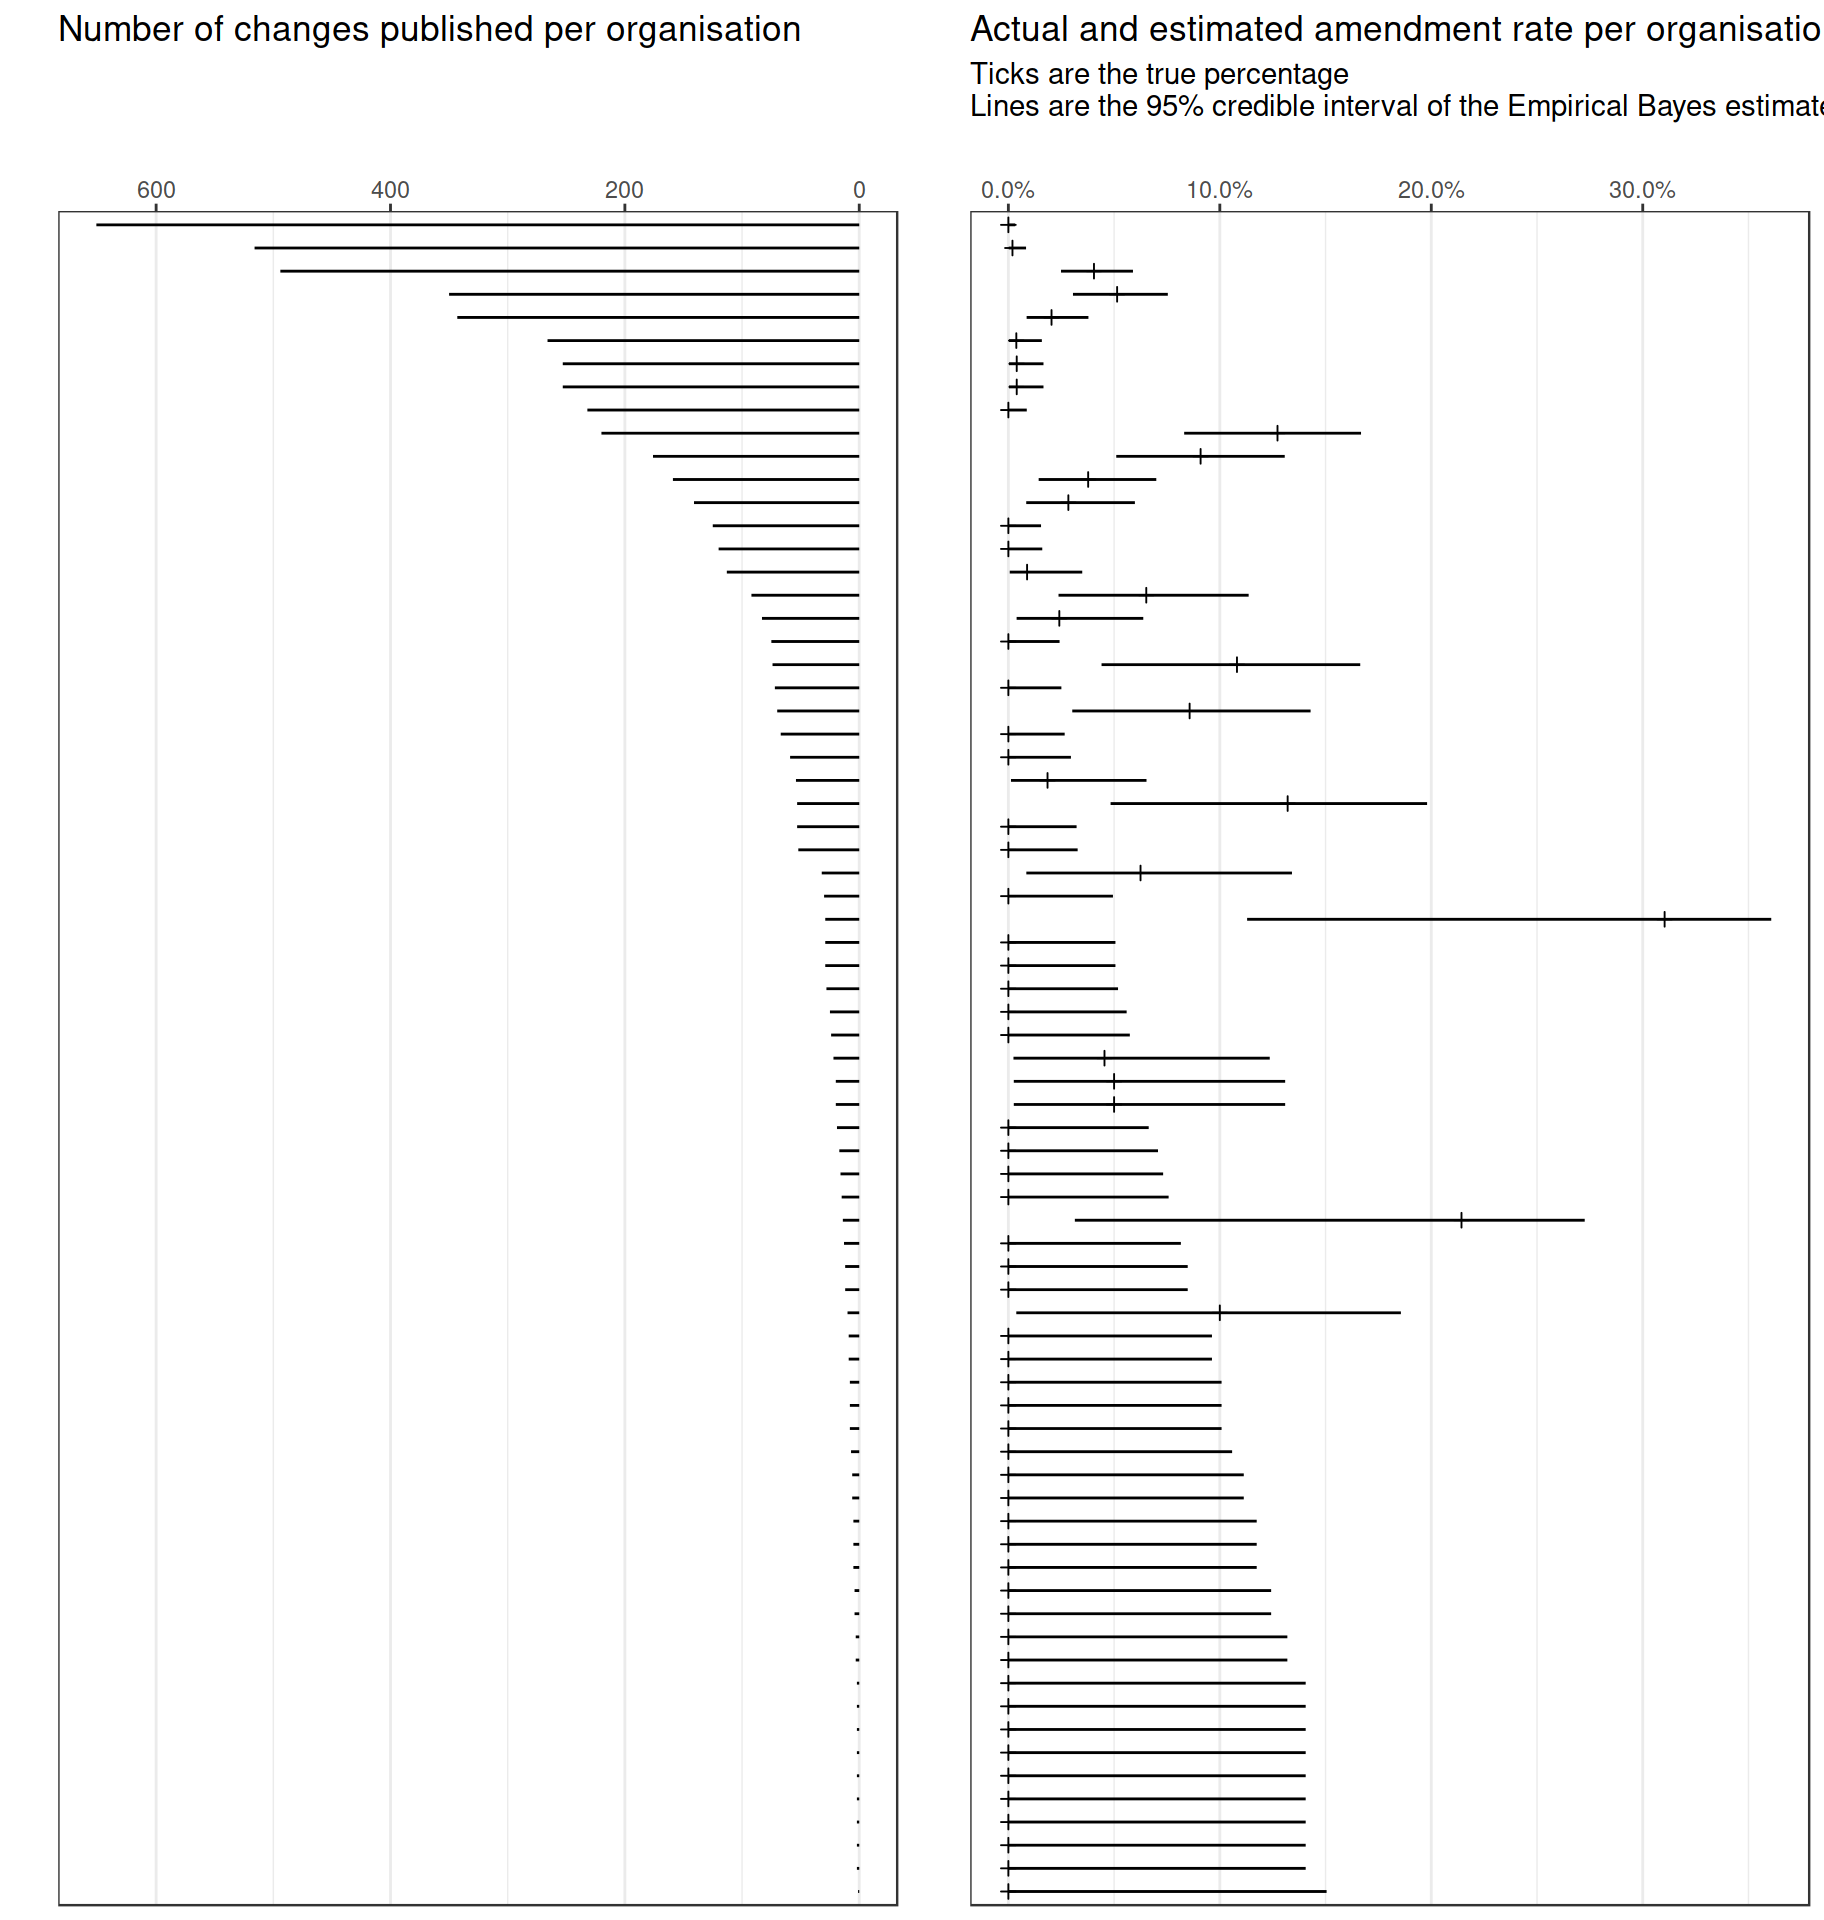 Number of changes published per organisation
Actual and estimated amendment rate per organisatio
Ticks are the true percentage
Lines are the 95% credible interval of the Empirical Bayes estimate
600 400 200 0
0.0% 10.0% 20.0% 30.0%